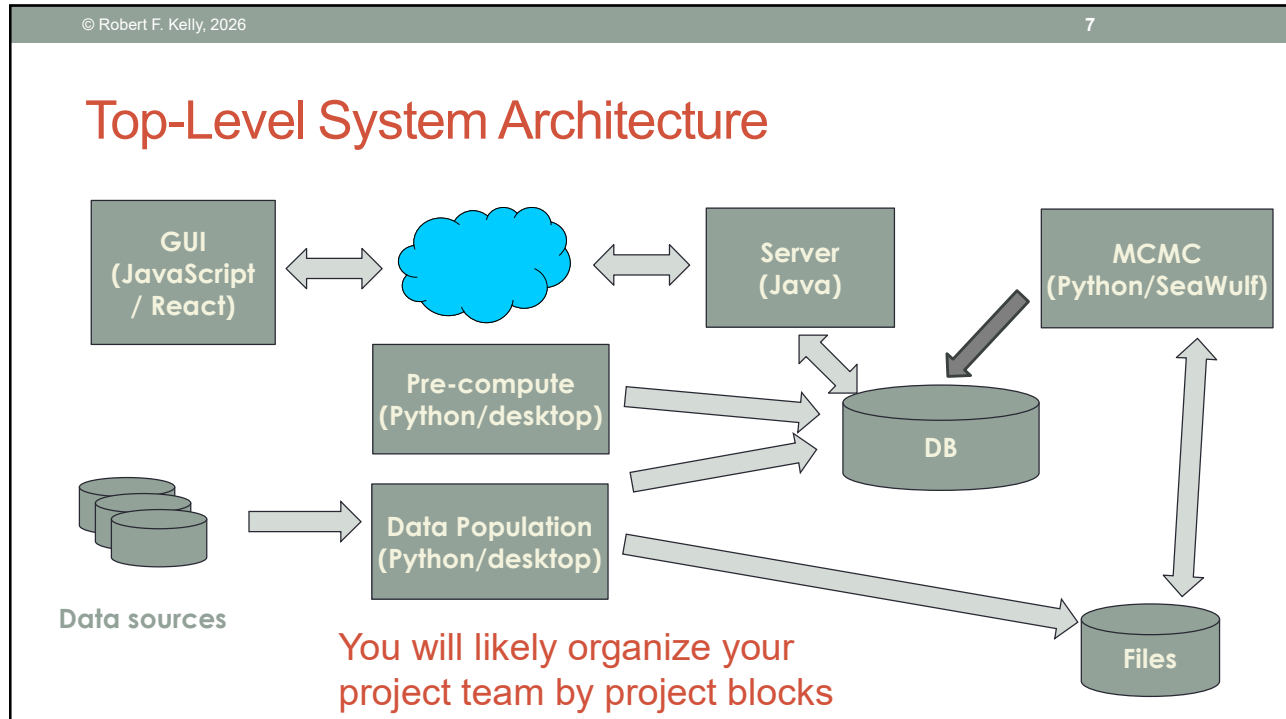 © Robert F. Kelly, 2026
7
Top-Level System Architecture
GUI
(JavaScript
/ React)
Server
(Java)
MCMC
(Python/SeaWulf)
Pre-compute
(Python/desktop)
DB
Data Population
(Python/desktop)
Data sources
You will likely organize your
project team by project blocks
Files